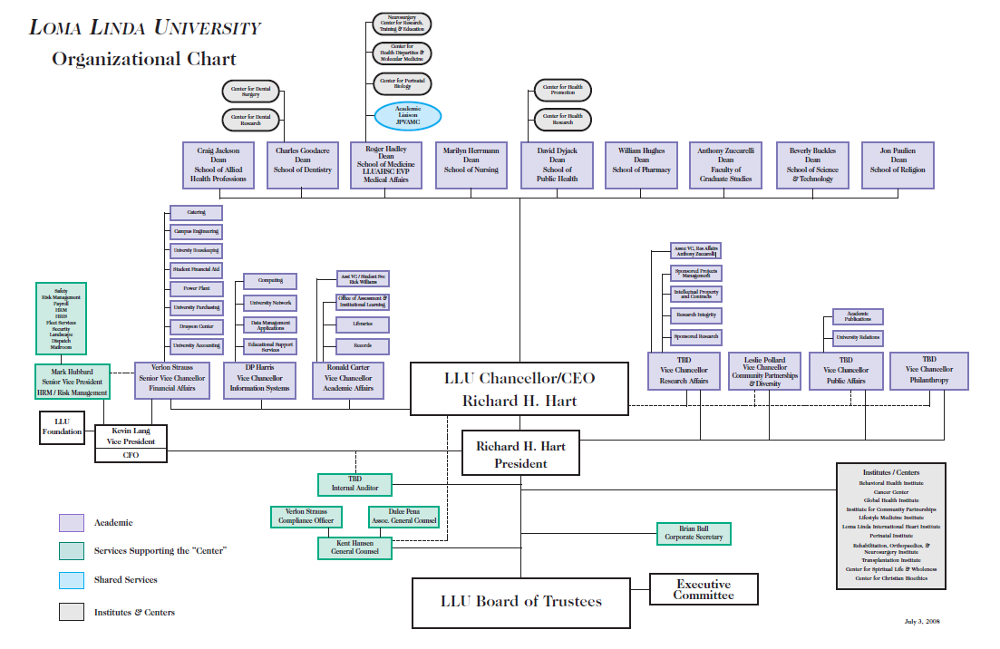 LOMA LINDA UNIVERSITY
Organizational Chart
Neurosurgery
Center for Research,
Training & Education
Center for
Health Disparities &
Molecular Medicine
Center for Perinatal
Biology
Academic
Liaison
JPVAMC
Center for Dental
Surgery
Center for Dental
Research
Center for Health
Promotion
Center for Health
Research
Craig Jackson
Dean
School of Allied
Health Professions
Charles Goodacre
Dean
School of Dentistry
Roger Hadley
Dean
School of Medicine
LLUAHSC EVP
Medical Affairs
Marilyn Herrmann
Dean
School of Nursing
David Dyjack
Dean
School of
Public Health
William Hughes
Dean
School of Pharmacy
Anthony Zuccarelli
Dean
Faculty of
Graduate Studies
Beverly Buckles
Dean
School of Science
& Technology
Jon Paulien
Dean
School of Religion
Catering
Campus Engineering
University Housekeeping
Student Financial Aid
Power Plant
University Purchasing
Drayson Center
University Accounting
Computing
University Network
Data Management
Applications
Educational Support
Services
Asst VC / Student Svc
Rick Williams
Office of Assessment &
Institutional Learning
Libraries
Records
Assoc VC, Res Affairs
Anthony Zuccarelli
Sponsored Projects
Management
Intellectual Property
and Contracts
Research Integrity
Sponsored Research
Academic
Publications
University Relations
Safety
Risk Management
Payroll
HRM
HRIS
Fleet Services
Security
Landscape
Dispatch
Mailroom
Mark Hubbard
Senior Vice President
HRM / Risk Management
Verlon Strauss
Senior Vice Chancellor
Financial Affairs
DP Harris
Vice Chancellor
Information Systems
Ronald Carter
Vice Chancellor
Academic Affairs
LLU Chancellor/CEO
Richard H. Hart
TBD
Vice Chancellor
Research Affairs
Leslie Pollard
Vice Chancellor
Community Partnerships
& Diversity
TBD
Vice Chancellor
Public Affairs
TBD
Vice Chancellor
Philanthropy
LLU
Foundation
Kevin Lang
Vice President
CFO
Richard H. Hart
President
TBD
Internal Auditor
Verlon Strauss
Compliance Officer
Dulce Pena
Assoc. General Counsel
Kent Hansen
General Counsel
Brian Bull
Corporate Secretary
Institutes / Centers
Behavioral Health Institute
Cancer Center
Global Health Institute
Institute for Community Partnerships
Lifestyle Medicine Institute
Loma Linda International Heart Institute
Perinatal Institute
Rehabilitation, Orthopaedics, &
Neurosurgery Institute
Transplantation Institute
Center for Spiritual Life & Wholeness
Center for Christian Bioethics
LLU Board of Trustees
Executive
Committee
Academic
Services Supporting the "Center"
Shared Services
Institutes & Centers
July 3, 2008